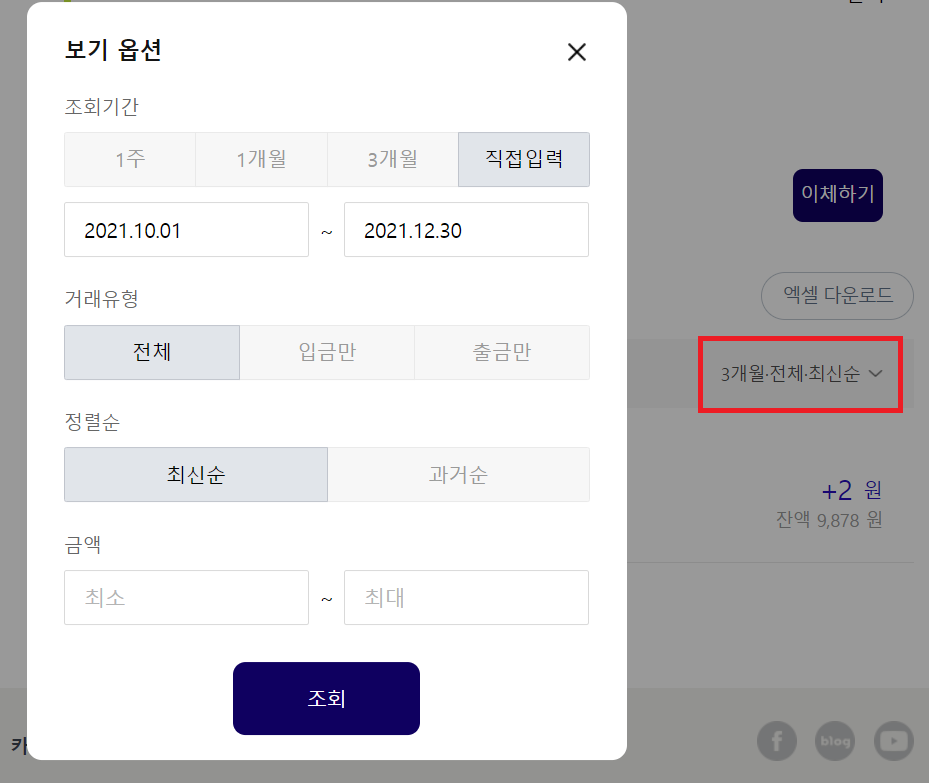 보기 옵션
조회기간
1주 1개월 3개월 직접입력
2021.10.01 ~ 2021.12.30
거래유형
전체 입금만 출금만
정렬순
최신순 과거순
금액
최소 ~ 최대
조회
이체하기
엑셀 다운로드
3개월·전체·최신순
+2 원
잔액 9,878 원
카
f
blog